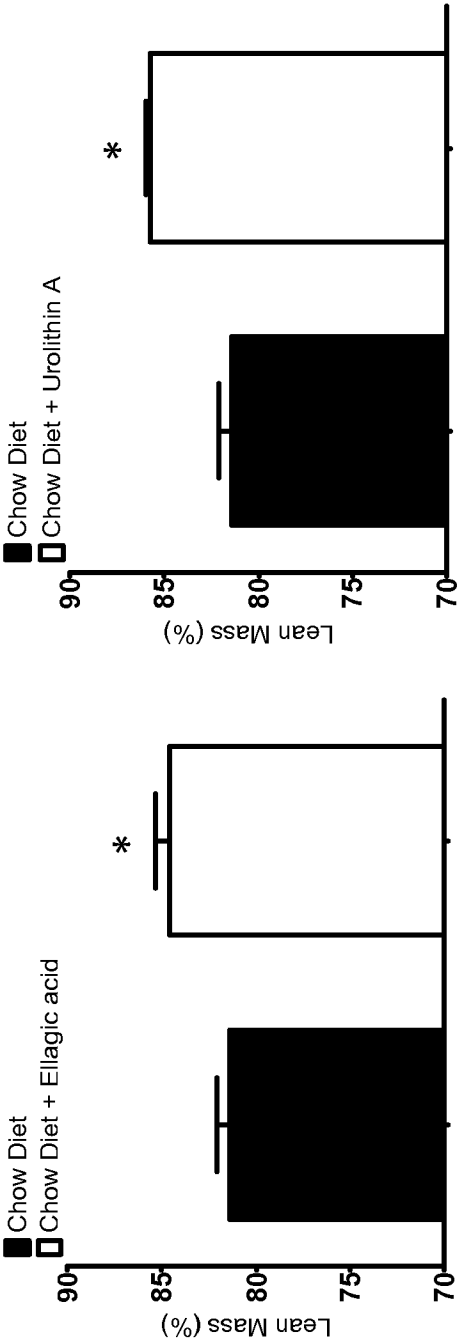 Chow Diet
Chow Diet + Ellagic acid
*
90
85
80
75
70
Lean Mass (%)
Chow Diet
Chow Diet + Urolithin A
*
90
85
80
75
70
Lean Mass (%)